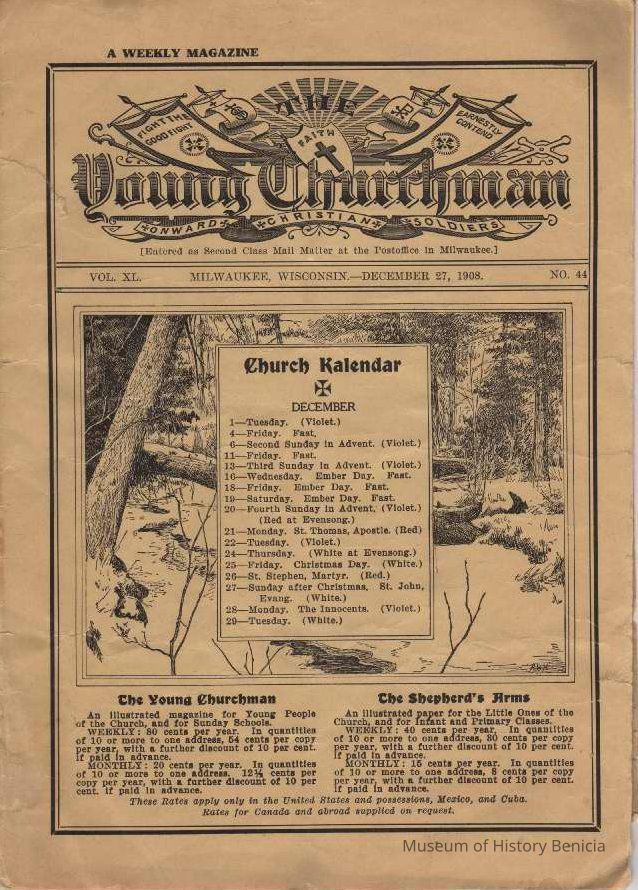 A WEEKLY MAGAZINE
THE
FIGHT THE
GOOD FIGHT
FAITH
EARNESTLY
CONTEND
Young Churchman
ONWARD CHRISTIAN SOLDIERS
[Entered as Second Class Mail Matter at the Postoffice in Milwaukee.]
VOL. XL. MILWAUKEE, WISCONSIN.—DECEMBER 27, 1908. NO. 44
Church Kalendar
DECEMBER
1—Tuesday. (Violet.)
4—Friday. Fast.
6—Second Sunday in Advent. (Violet.)
11—Friday. Fast.
13—Third Sunday in Advent. (Violet.)
16—Wednesday. Ember Day. Fast.
18—Friday. Ember Day. Fast.
19—Saturday. Ember Day. Fast.
20—Fourth Sunday in Advent, (Violet.)
(Red at Evensong.)
21—Monday. St. Thomas, Apostle. (Red)
22—Tuesday. (Violet.)
24—Thursday. (White at Evensong.)
25—Friday. Christmas Day. (White.)
26—St. Stephen, Martyr. (Red.)
27—Sunday after Christmas. St. John,
Evang. (White.)
28—Monday. The Innocents. (Violet.)
29—Tuesday. (White.)
The Young Churchman
An illustrated magazine for Young People
of the Church, and for Sunday Schools.
WEEKLY: 80 cents per year. In quantities
of 10 or more to one address, 54 cents per copy
per year, with a further discount of 10 per cent.
if paid in advance.
MONTHLY: 20 cents per year. In quantities
of 10 or more to one address, 12½ cents per
copy per year, with a further discount of 10 per
cent. if paid in advance.
The Shepherd's Arms
An illustrated paper for the Little Ones of the
Church, and for Infant and Primary Classes.
WEEKLY: 40 cents per year. In quantities
of 10 or more to one address, 30 cents per copy
per year, with a further discount of 10 per cent.
if paid in advance.
MONTHLY: 15 cents per year. In quantities
of 10 or more to one address, 8 cents per copy
per year, with a further discount of 10 per cent.
if paid in advance.
These Rates apply only in the United States and possessions, Mexico, and Cuba.
Rates for Canada and abroad supplied on request.
Museum of History Benicia